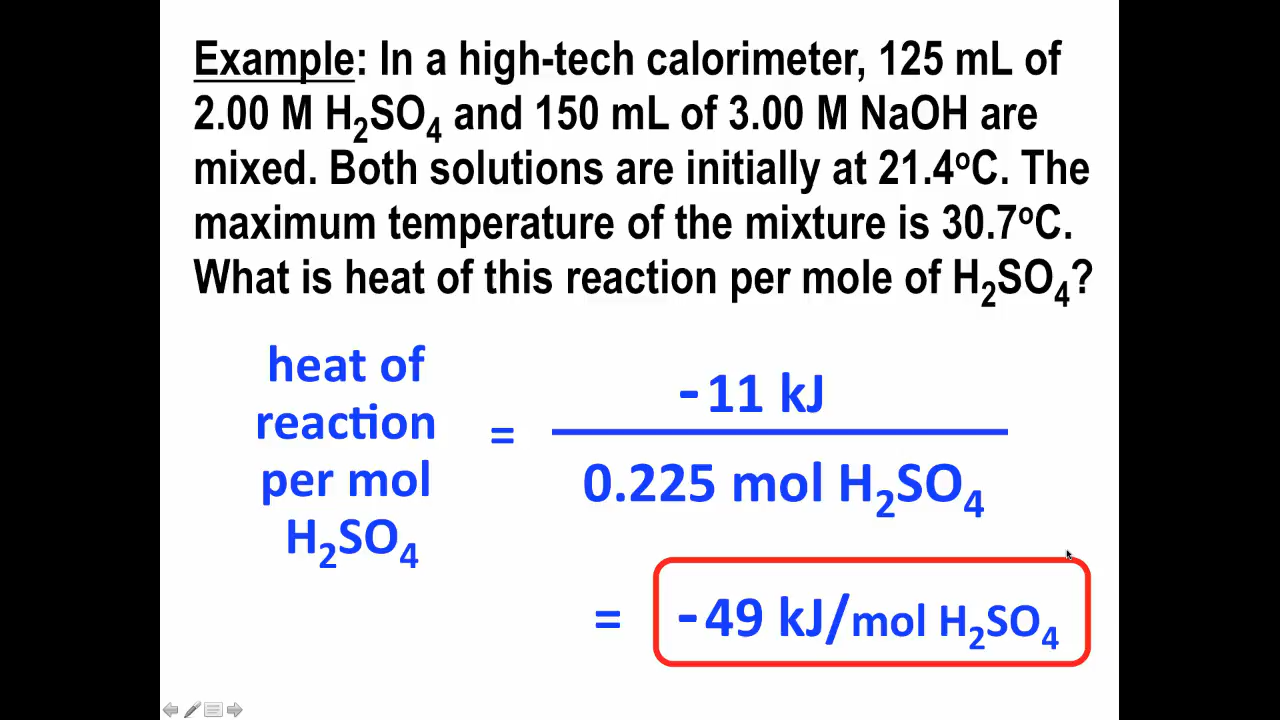 Example: In a high-tech calorimeter, 125 mL of
2.00 M H₂SO₄ and 150 mL of 3.00 M NaOH are
mixed. Both solutions are initially at 21.4ºC. The
maximum temperature of the mixture is 30.7ºC.
What is heat of this reaction per mole of H₂SO₄?
heat of
reaction
per mol
H₂SO₄
=
-11 kJ
0.225 mol H₂SO₄
= -49 kJ/mol H₂SO₄